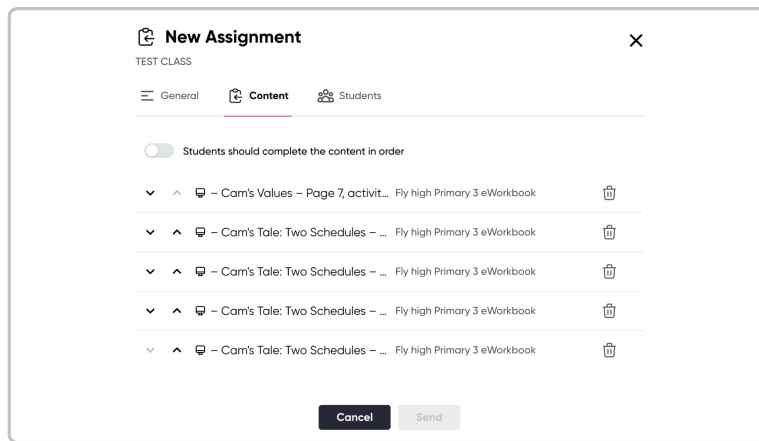 New Assignment
TEST CLASS
General Content Students
Students should complete the content in order
– Cam's Values – Page 7, activit... Fly high Primary 3 eWorkbook
– Cam's Tale: Two Schedules – ... Fly high Primary 3 eWorkbook
– Cam's Tale: Two Schedules – ... Fly high Primary 3 eWorkbook
– Cam's Tale: Two Schedules – ... Fly high Primary 3 eWorkbook
– Cam's Tale: Two Schedules – ... Fly high Primary 3 eWorkbook
Cancel Send